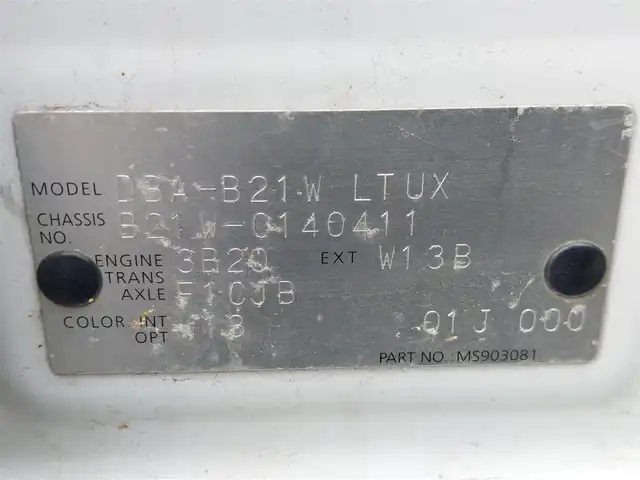 MODEL DBA-B21W LTUX
CHASSIS NO. B21W-0140411
ENGINE 3B20 EXT W13B
TRANS AXLE F1CJB
COLOR. INT OPT 01J 000
PART NO.: MS903081